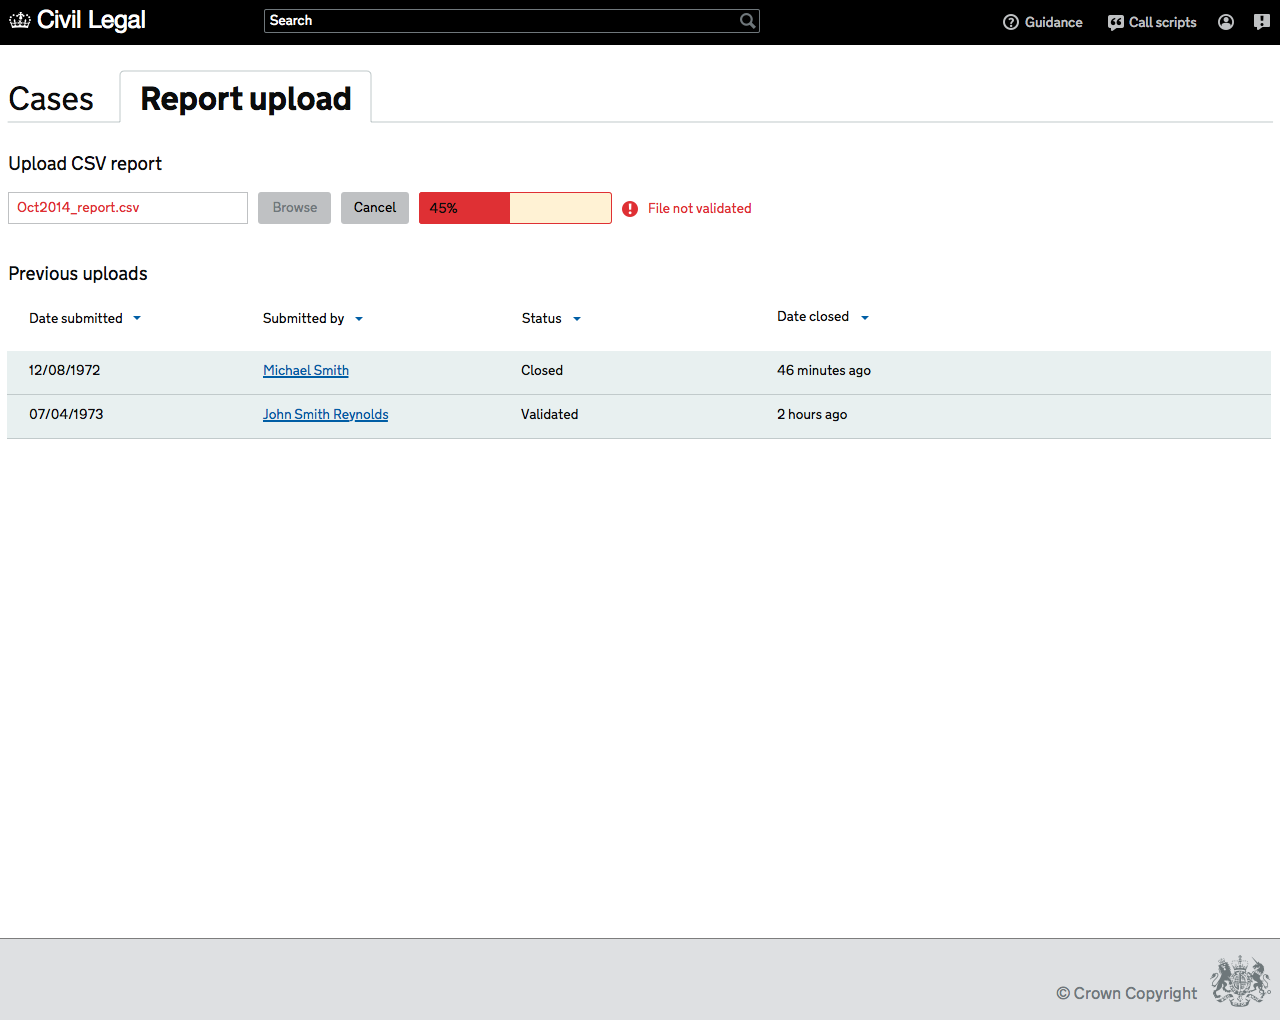 Civil Legal
Search
Guidance
Call scripts
Cases
Report upload
Upload CSV report
Oct2014_report.csv
Browse
Cancel
45%
File not validated
Previous uploads
Date submitted
Submitted by
Status
Date closed
12/08/1972
Michael Smith
Closed
46 minutes ago
07/04/1973
John Smith Reynolds
Validated
2 hours ago
© Crown Copyright